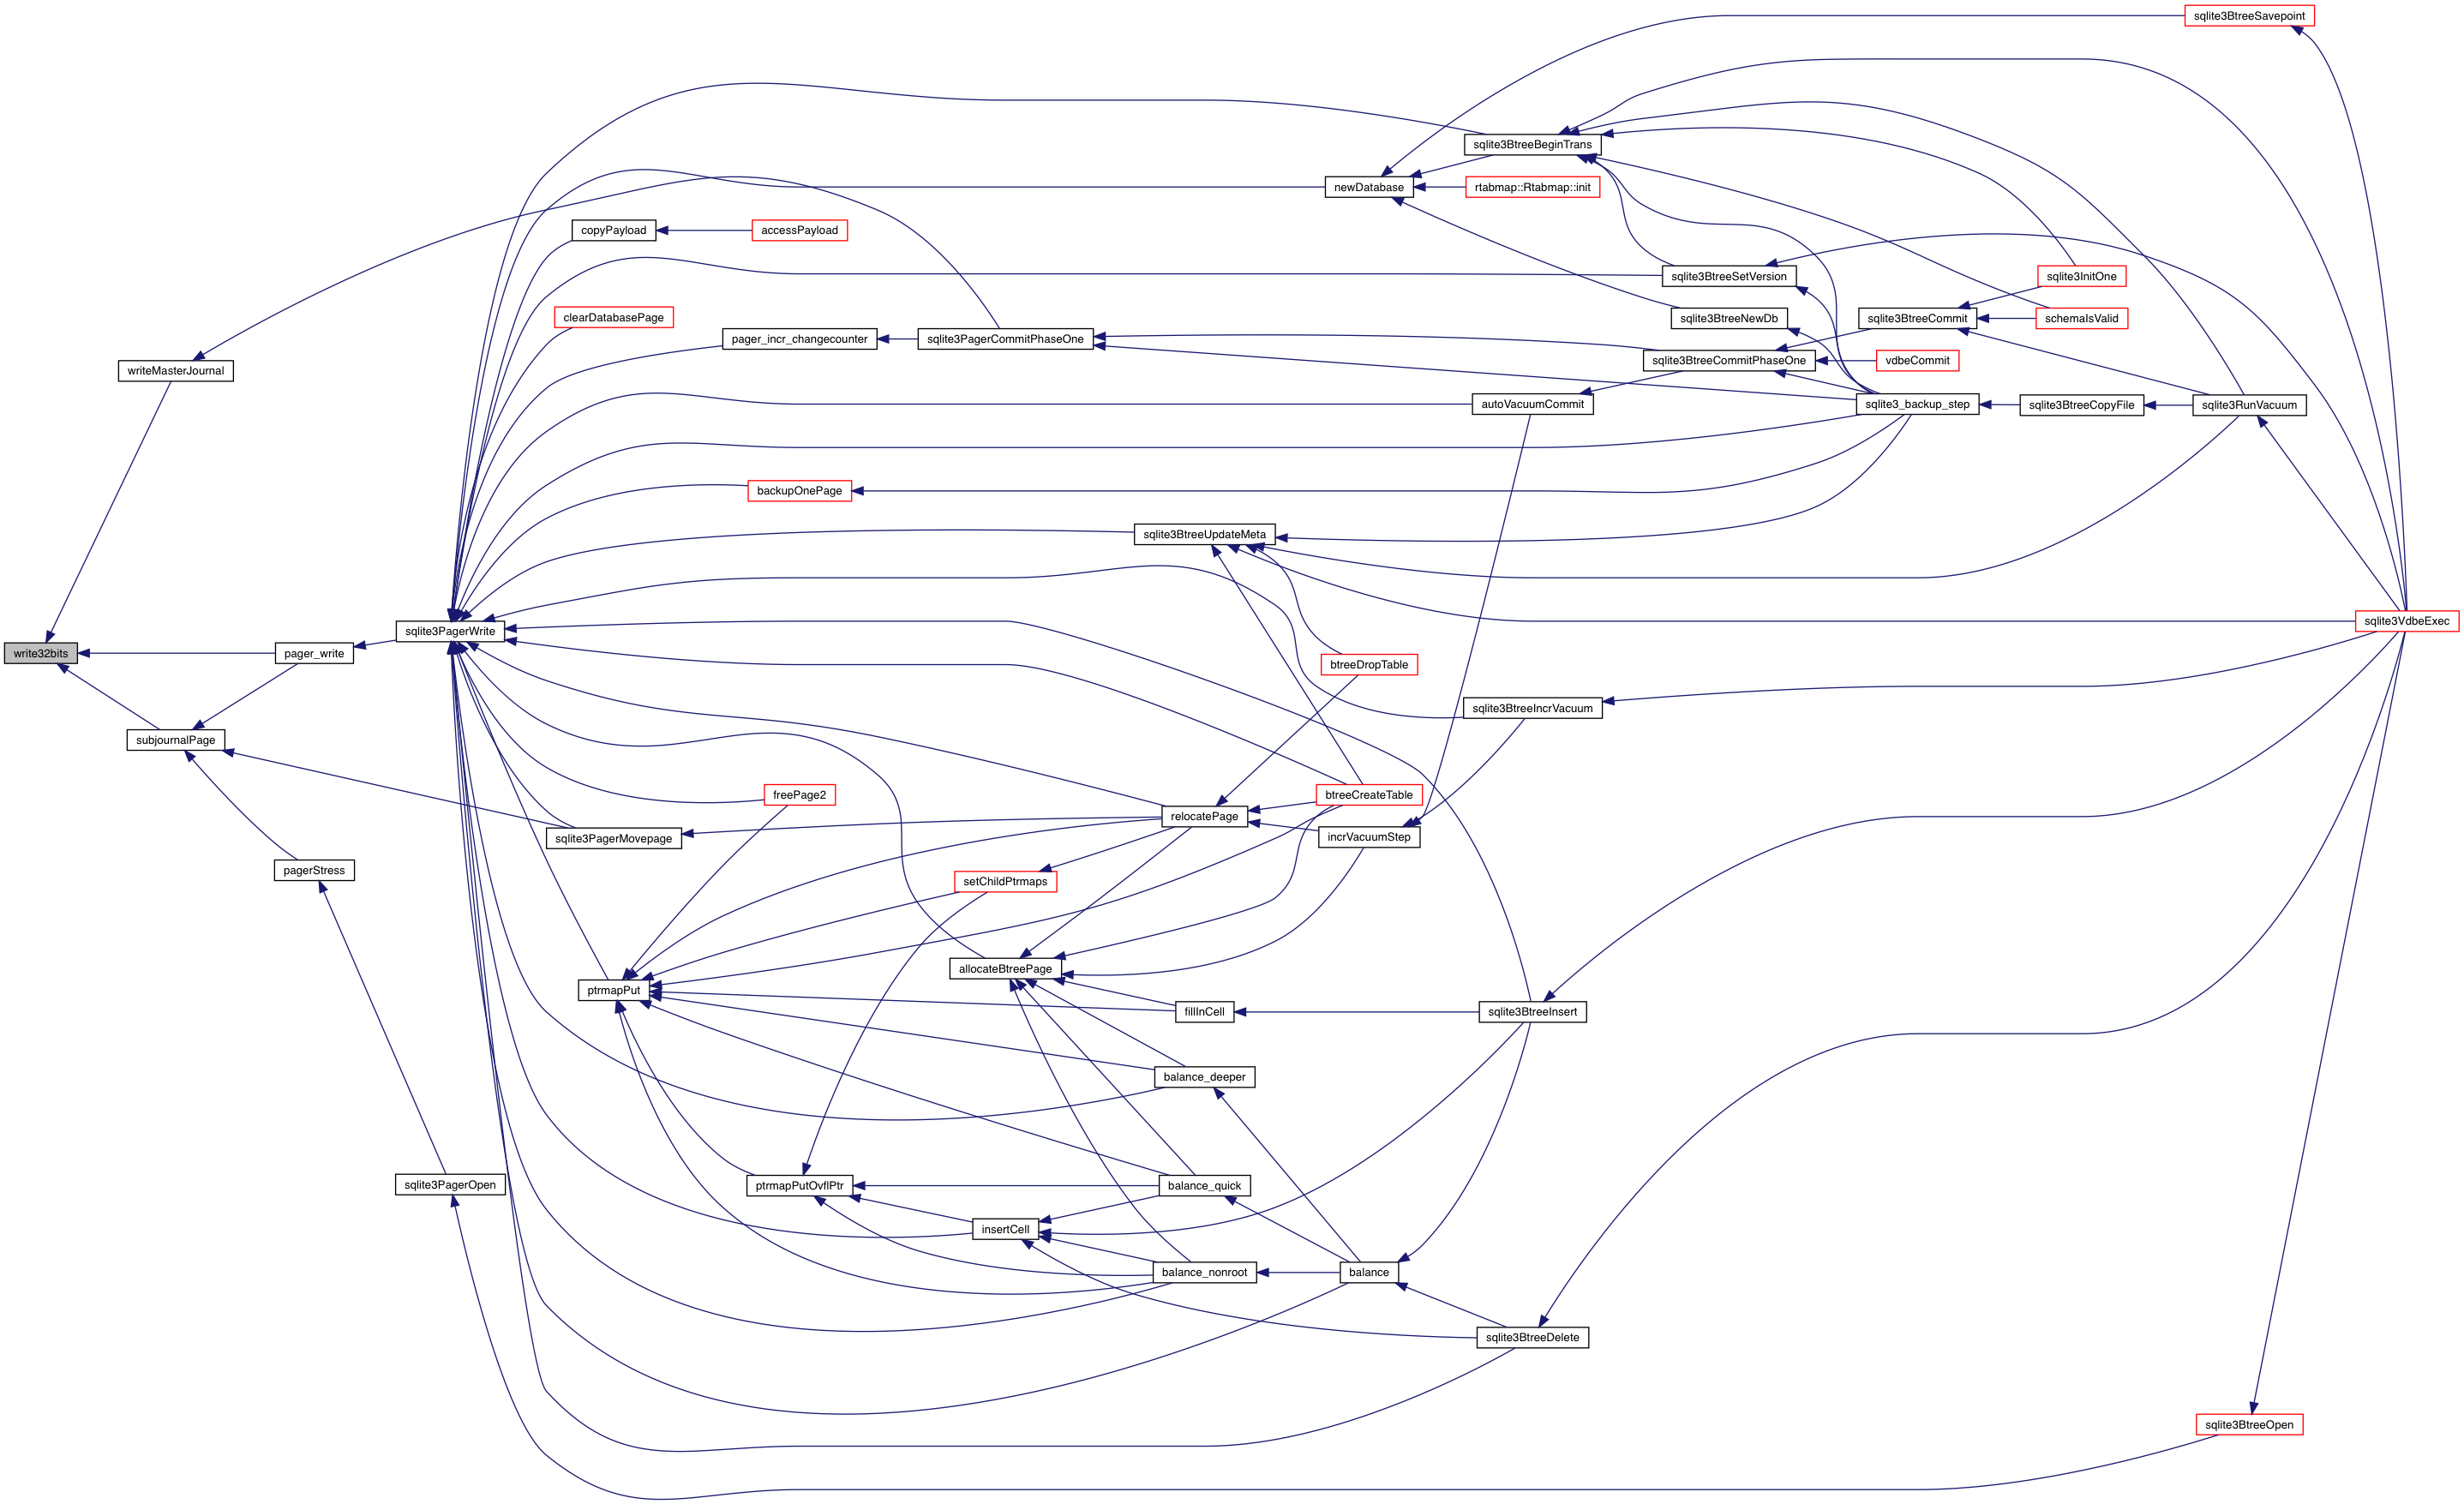 sqlite3BtreeSavepoint
sqlite3BtreeBeginTrans
newDatabase
rtabmap::Rtabmap::init
copyPayload
accessPayload
sqlite3BtreeSetVersion
sqlite3InitOne
clearDatabasePage
sqlite3BtreeNewDb
sqlite3BtreeCommit
schemaIsValid
pager_incr_changecounter
sqlite3PagerCommitPhaseOne
sqlite3BtreeCommitPhaseOne
vdbeCommit
writeMasterJournal
autoVacuumCommit
sqlite3_backup_step
sqlite3BtreeCopyFile
sqlite3RunVacuum
backupOnePage
sqlite3BtreeUpdateMeta
sqlite3PagerWrite
sqlite3VdbeExec
write32bits
pager_write
btreeDropTable
sqlite3BtreeIncrVacuum
subjournalPage
freePage2
btreeCreateTable
relocatePage
sqlite3PagerMovepage
incrVacuumStep
pagerStress
setChildPtrmaps
allocateBtreePage
ptrmapPut
fillInCell
sqlite3BtreeInsert
balance_deeper
sqlite3PagerOpen
ptrmapPutOvflPtr
balance_quick
insertCell
balance_nonroot
balance
sqlite3BtreeDelete
sqlite3BtreeOpen